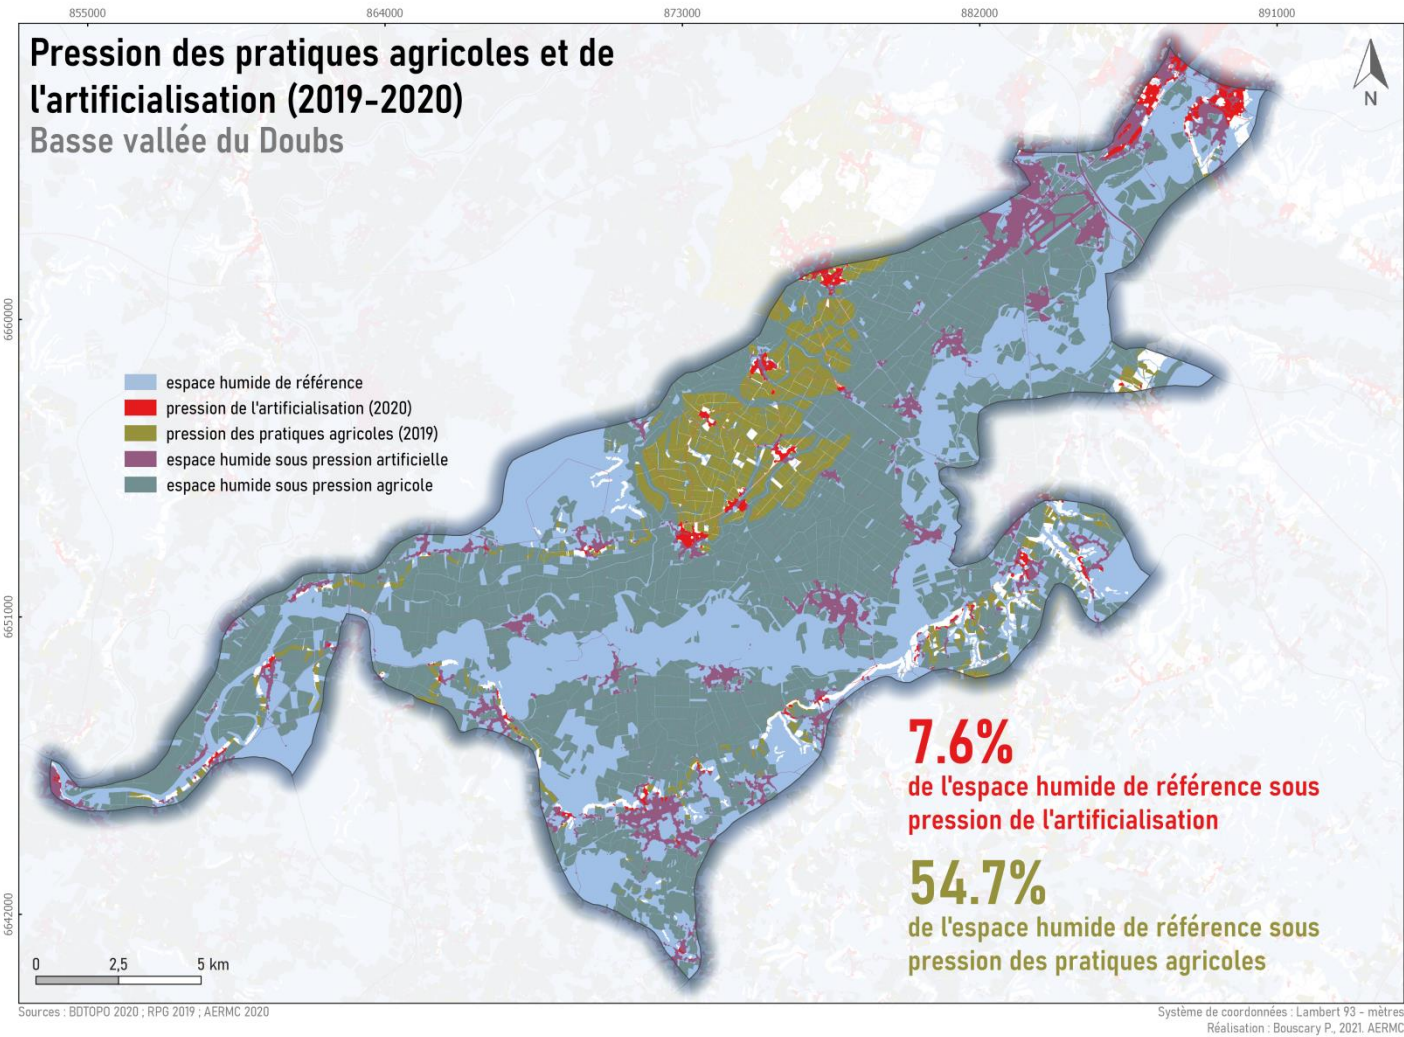 855000 864000 873000 882000 891000
Pression des pratiques agricoles et de
l'artificialisation (2019-2020)
Basse vallée du Doubs
N
6660000
espace humide de référence
pression de l'artificialisation (2020)
pression des pratiques agricoles (2019)
espace humide sous pression artificielle
espace humide sous pression agricole
6651000
7.6%
de l'espace humide de référence sous
pression de l'artificialisation
54.7%
de l'espace humide de référence sous
pression des pratiques agricoles
6642000
0 2,5 5 km
Sources : BDTOPO 2020 ; RPG 2019 ; AERMC 2020
Système de coordonnées : Lambert 93 - mètres
Réalisation : Bouscary P., 2021. AERMC